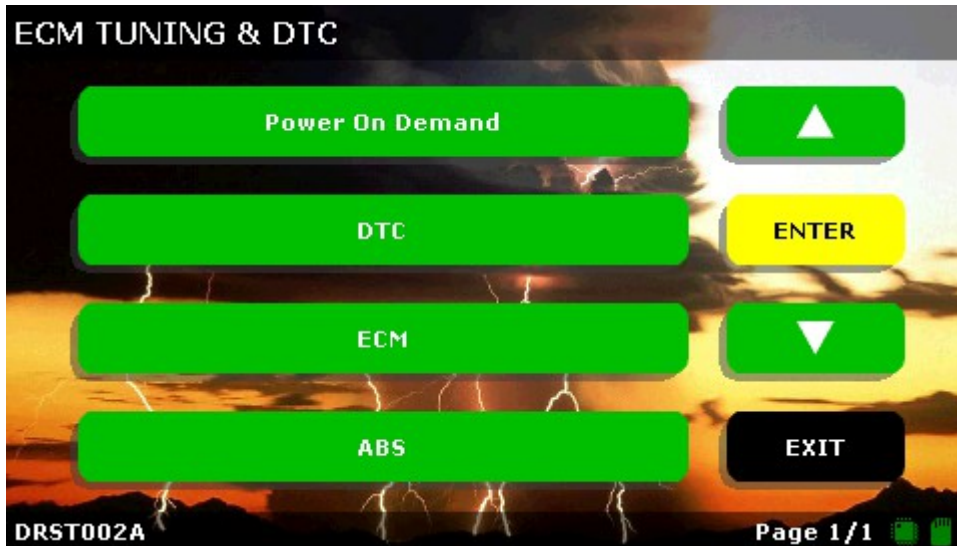 ECM TUNING & DTC
Power On Demand
DTC
ENTER
ECM
ABS
EXIT
DRST002A
Page 1/1